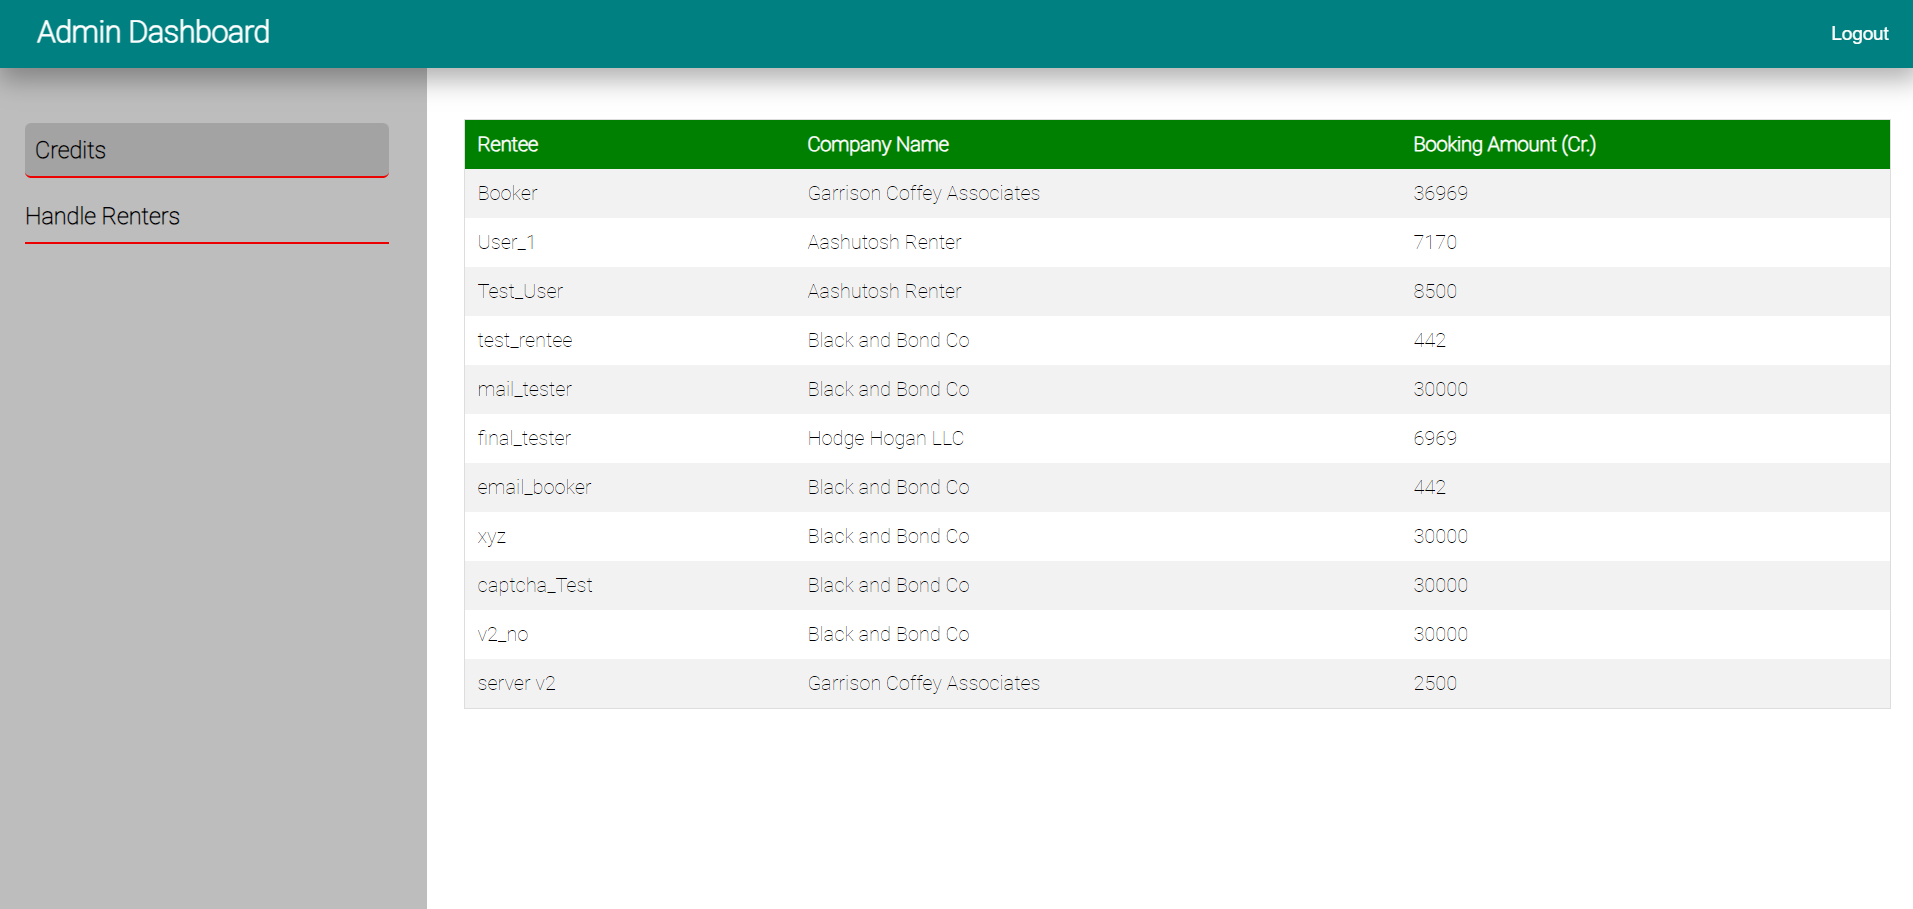 Admin Dashboard Logout
Credits
Handle Renters
Rentee Company Name Booking Amount (Cr.)
Booker Garrison Coffey Associates 36969
User_1 Aashutosh Renter 7170
Test_User Aashutosh Renter 8500
test_rentee Black and Bond Co 442
mail_tester Black and Bond Co 30000
final_tester Hodge Hogan LLC 6969
email_booker Black and Bond Co 442
xyz Black and Bond Co 30000
captcha_Test Black and Bond Co 30000
v2_no Black and Bond Co 30000
server v2 Garrison Coffey Associates 2500